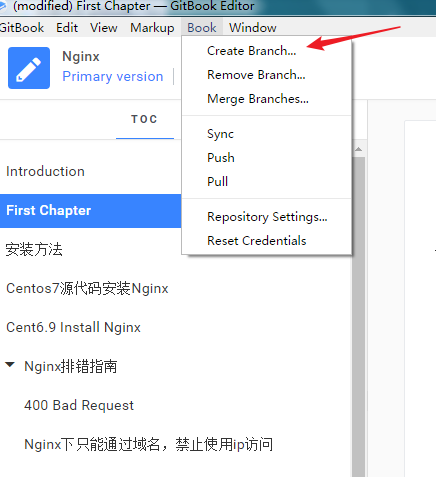 (modified) First Chapter — GitBook Editor
GitBook Edit View Markup Book Window
Nginx
Primary version
Create Branch...
Remove Branch...
Merge Branches...
Sync
Push
Pull
Repository Settings...
Reset Credentials
TOC
Introduction
First Chapter
安装方法
Centos7源代码安装Nginx
Cent6.9 Install Nginx
Nginx排错指南
400 Bad Request
Nginx下只能通过域名，禁止使用ip访问